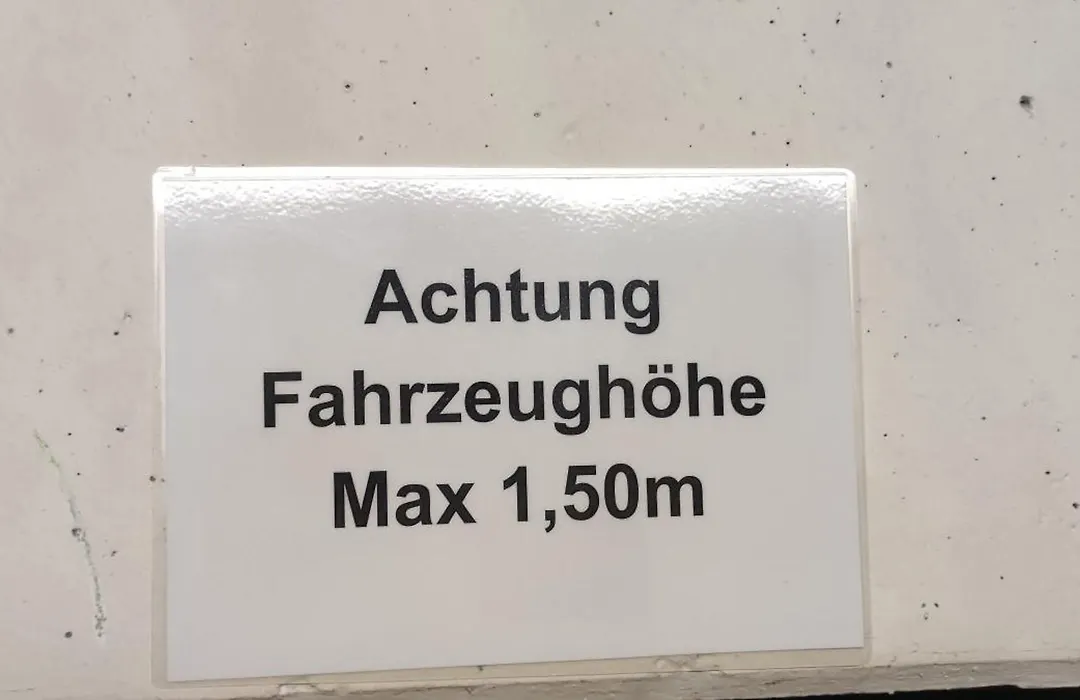 Achtung
Fahrzeughöhe
Max 1,50m